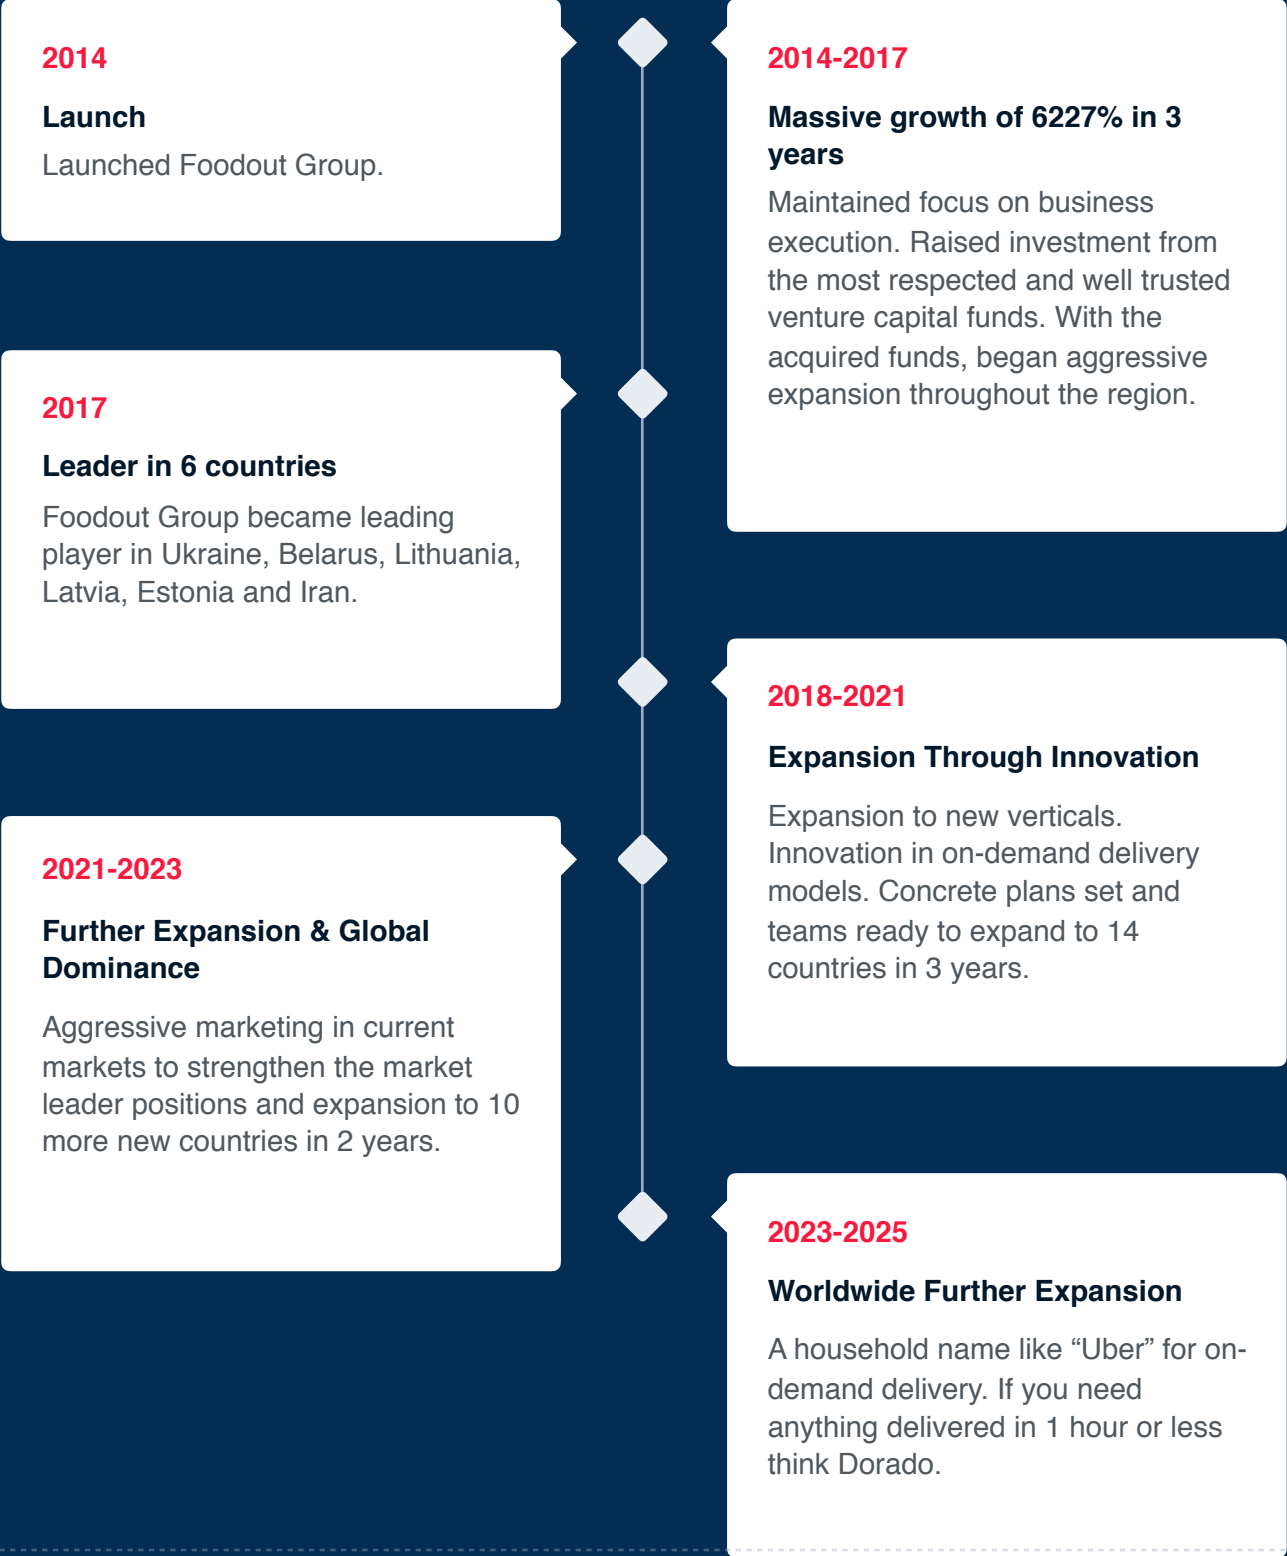 2014
Launch
Launched Foodout Group.
2014-2017
Massive growth of 6227% in 3
years
Maintained focus on business
execution. Raised investment from
the most respected and well trusted
venture capital funds. With the
acquired funds, began aggressive
expansion throughout the region.
2017
Leader in 6 countries
Foodout Group became leading
player in Ukraine, Belarus, Lithuania,
Latvia, Estonia and Iran.
2018-2021
Expansion Through Innovation
Expansion to new verticals.
Innovation in on-demand delivery
models. Concrete plans set and
teams ready to expand to 14
countries in 3 years.
2021-2023
Further Expansion & Global
Dominance
Aggressive marketing in current
markets to strengthen the market
leader positions and expansion to 10
more new countries in 2 years.
2023-2025
Worldwide Further Expansion
A household name like “Uber” for on-
demand delivery. If you need
anything delivered in 1 hour or less
think Dorado.